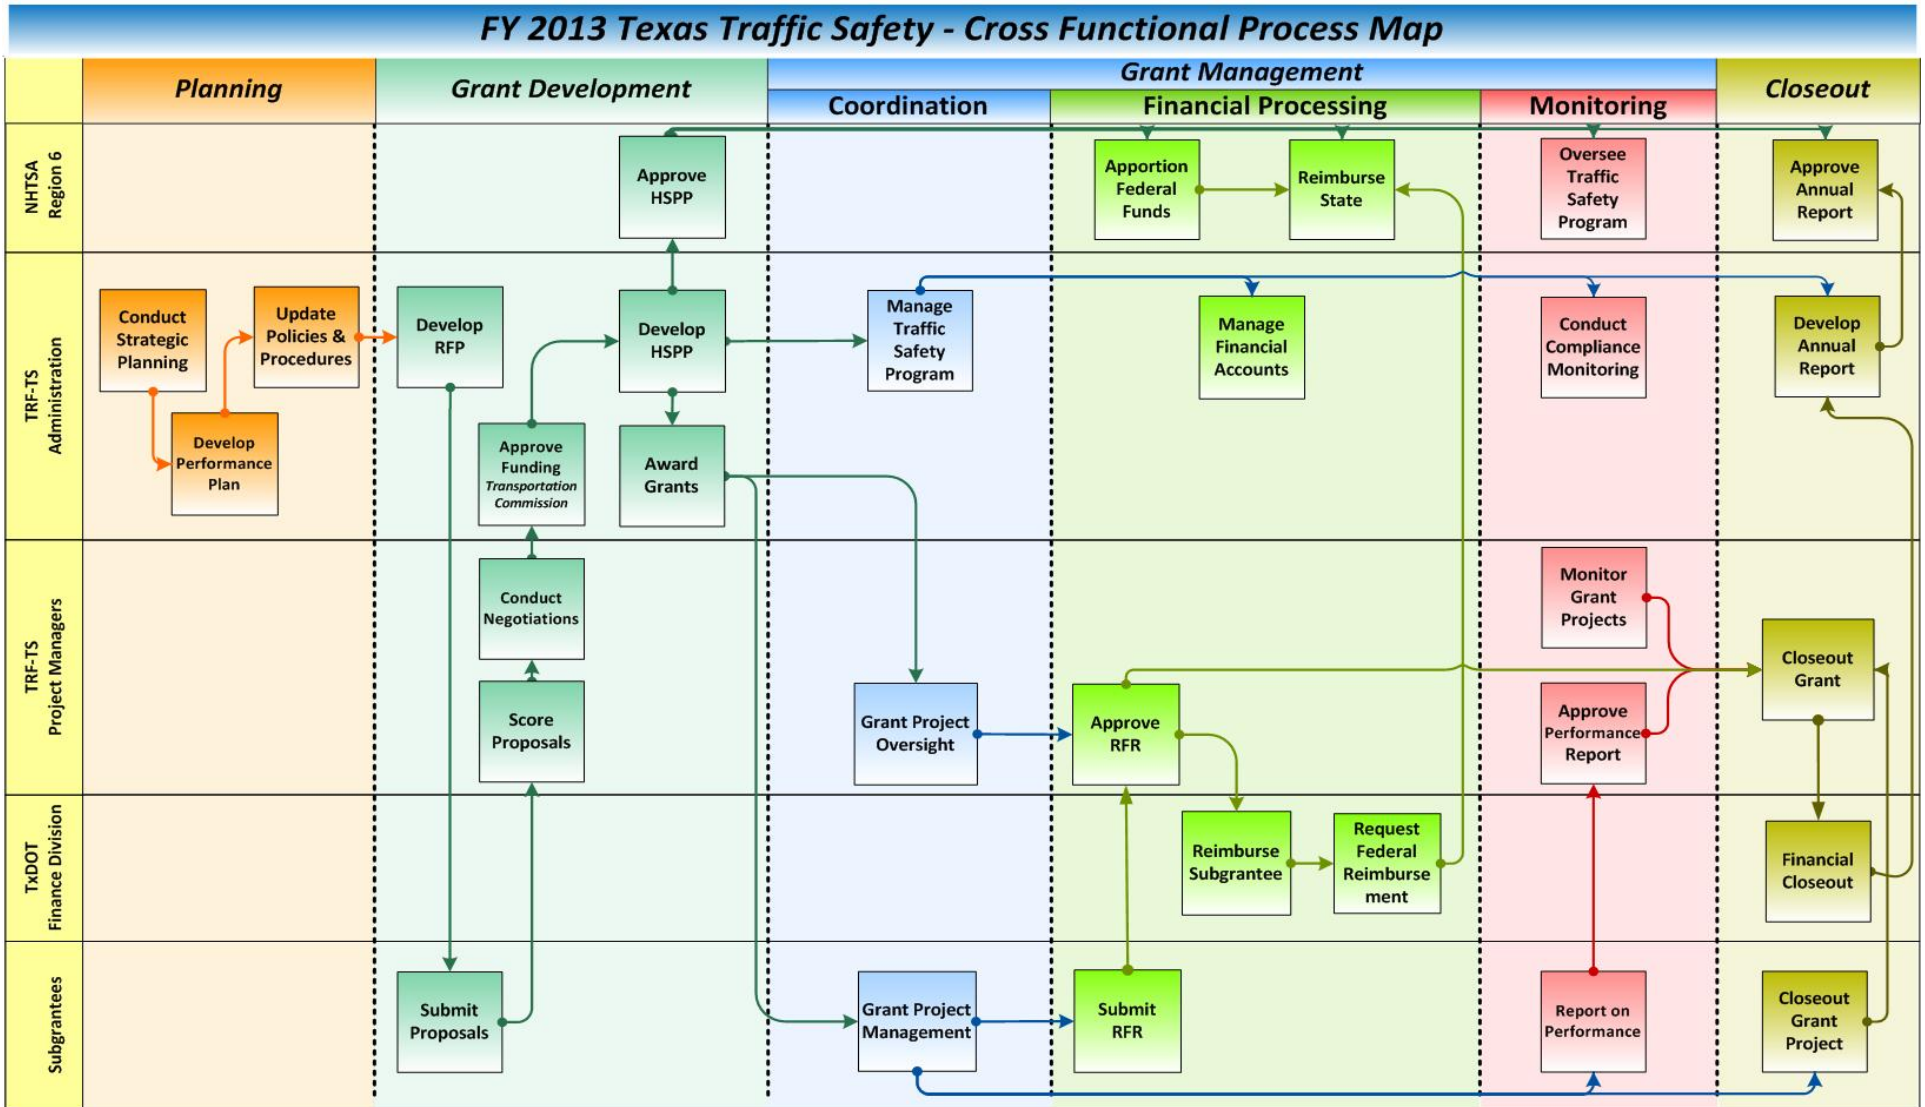 FY 2013 Texas Traffic Safety - Cross Functional Process Map
Planning
Grant Development
Grant Management
Closeout
Coordination
Financial Processing
Monitoring
NHTSA
Region 6
Approve
HSPP
Apportion
Federal
Funds
Reimburse
State
Oversee
Traffic
Safety
Program
Approve
Annual
Report
TRF-TS
Administration
Conduct
Strategic
Planning
Update
Policies &
Procedures
Develop
Performance
Plan
Develop
RFP
Develop
HSPP
Approve
Funding
Transportation
Commission
Award
Grants
Manage
Traffic
Safety
Program
Manage
Financial
Accounts
Conduct
Compliance
Monitoring
Develop
Annual
Report
TRF-TS
Project Managers
Conduct
Negotiations
Score
Proposals
Grant Project
Oversight
Approve
RFR
Monitor
Grant
Projects
Approve
Performance
Report
Closeout
Grant
TxDOT
Finance Division
Reimburse
Subgrantee
Request
Federal
Reimburse
ment
Financial
Closeout
Subgrantees
Submit
Proposals
Grant Project
Management
Submit
RFR
Report on
Performance
Closeout
Grant
Project